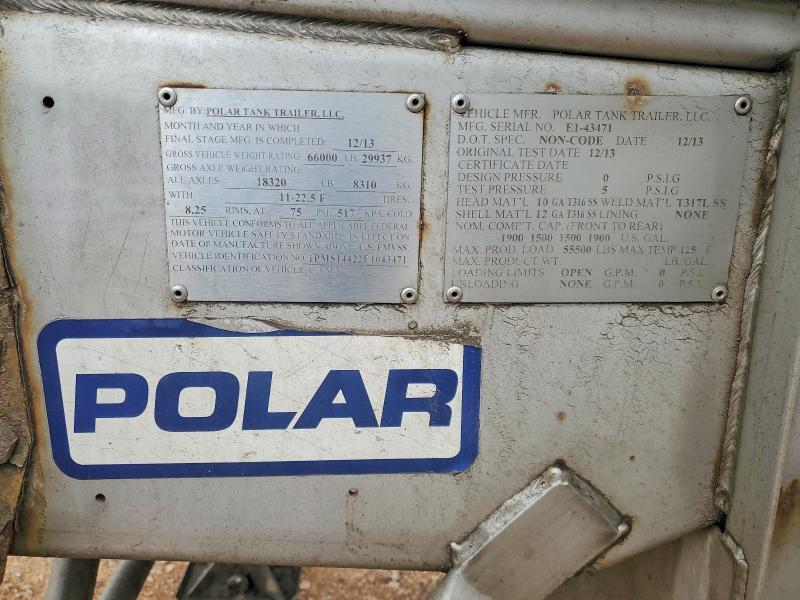 MFG. BY: POLAR TANK TRAILER, LLC.
MONTH AND YEAR IN WHICH
FINAL STAGE MFG. IS COMPLETED: 12/13
GROSS VEHICLE WEIGHT RATING: 66000 LB. 29937 KG.
GROSS AXLE WEIGHT RATING:
ALL AXLES- 18320 LB. 8310 KG.
WITH 11-22.5 F TIRES.
8.25 RIMS, AT 75 PSI. 517 KPA COLD
THIS VEHICLE CONFORMS TO ALL APPLICABLE FEDERAL
MOTOR VEHICLE SAFETY STANDARDS IN EFFECT ON
DATE OF MANUFACTURE SHOWN ABOVE. U.S. FMVSS
VEHICLE IDENTIFICATION NO.
CLASSIFICATION OF VEHICLE
VEHICLE MFR. POLAR TANK TRAILER, LLC.
MFG. SERIAL NO. E1-43471
D.O.T. SPEC. NON-CODE DATE 12/13
ORIGINAL TEST DATE 12/13
CERTIFICATE DATE
DESIGN PRESSURE 0 P.S.I.G
TEST PRESSURE 5 P.S.I.G
HEAD MAT'L 10 GA T316 SS WELD MAT'L T317L SS
SHELL MAT'L 12 GA T316 SS LINING NONE
NOM. COMP'T. CAP. (FRONT TO REAR)
1900 1500 1500 1900 U.S. GAL.
MAX. PROD. LOAD 55500 LBS MAX TEMP 125 F
MAX. PRODUCT WT. LB. GAL.
LOADING LIMITS OPEN G.P.M. 0 P.S.I.
UNLOADING NONE G.P.M. 0 P.S.I.
POLAR